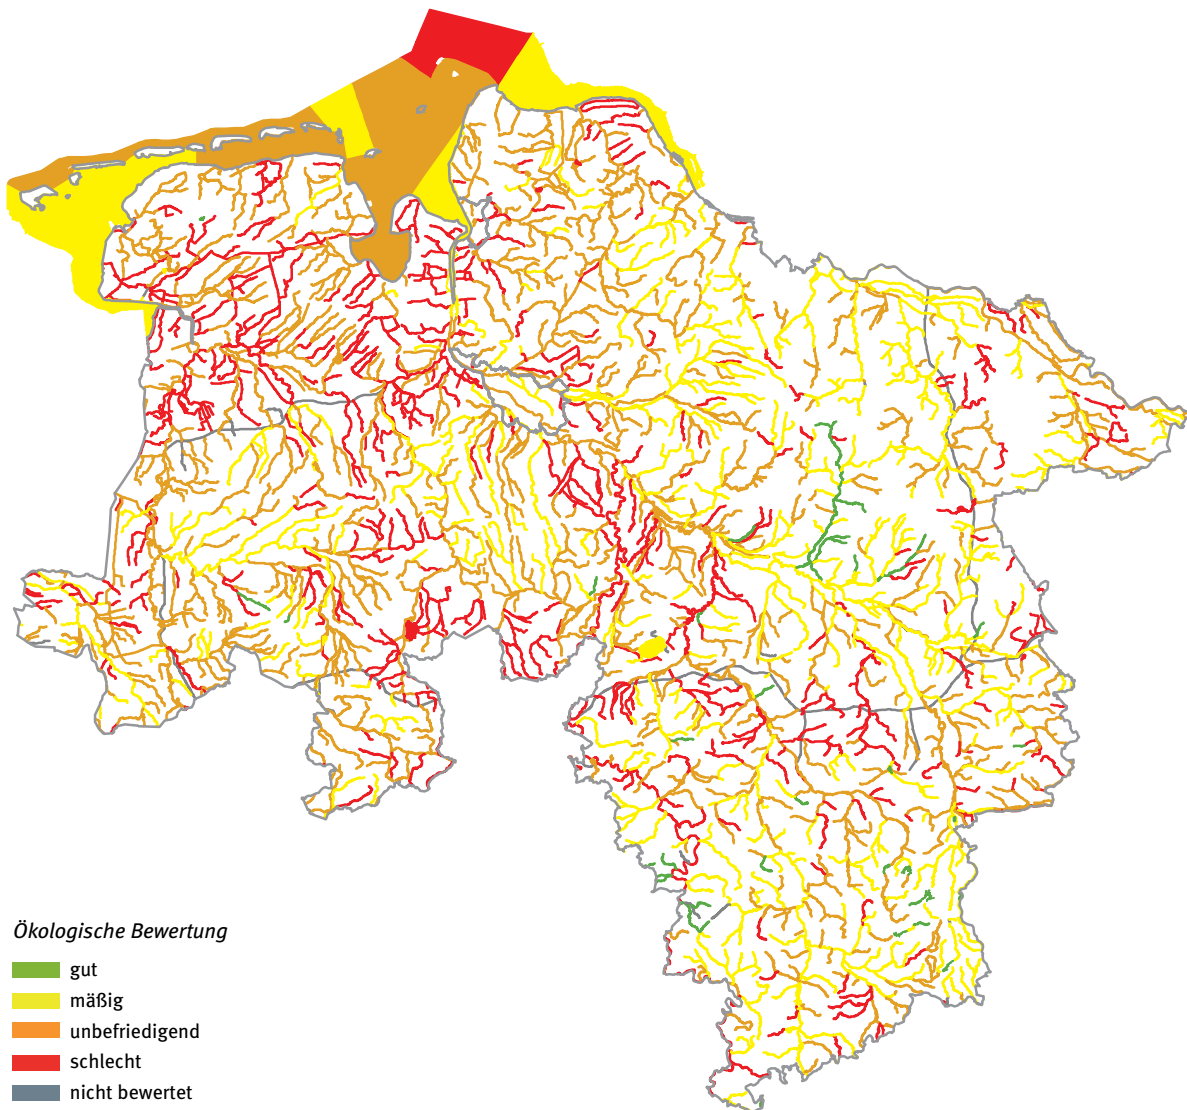 Ökologische Bewertung
gut
mäßig
unbefriedigend
schlecht
nicht bewertet